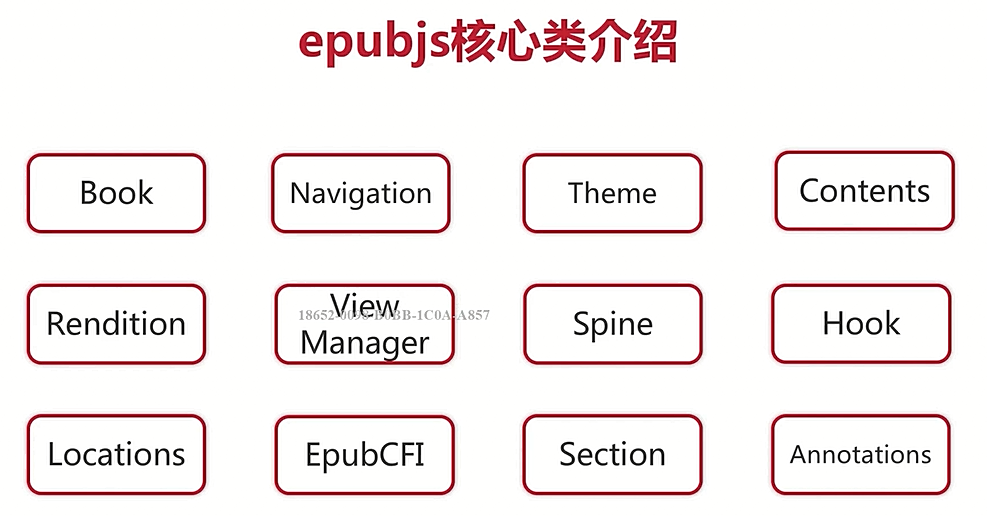 epubjs核心类介绍
Book
Navigation
Theme
Contents
Rendition
View
Manager
Spine
Hook
Locations
EpubCFI
Section
Annotations